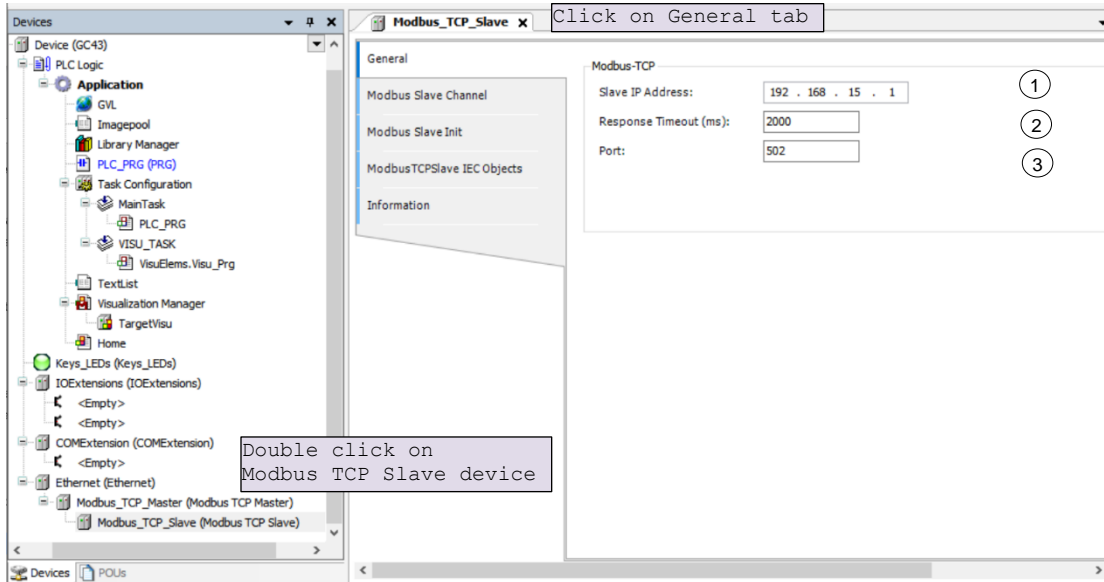 Devices
Device (GC43)
PLC Logic
Application
GVL
Imagepool
Library Manager
PLC_PRG (PRG)
Task Configuration
MainTask
PLC_PRG
VISU_TASK
VisuElems.Visu_Prg
TextList
Visualization Manager
TargetVisu
Home
Keys_LEDs (Keys_LEDs)
IOExtensions (IOExtensions)
<Empty>
<Empty>
COMExtension (COMExtension)
<Empty>
Ethernet (Ethernet)
Modbus_TCP_Master (Modbus TCP Master)
Modbus_TCP_Slave (Modbus TCP Slave)
Devices
POUs
Double click on
Modbus TCP Slave device
Modbus_TCP_Slave
Click on General tab
General
Modbus Slave Channel
Modbus Slave Init
ModbusTCPSlave IEC Objects
Information
Modbus-TCP
Slave IP Address: 192 . 168 . 15 . 1 1
Response Timeout (ms): 2000 2
Port: 502 3